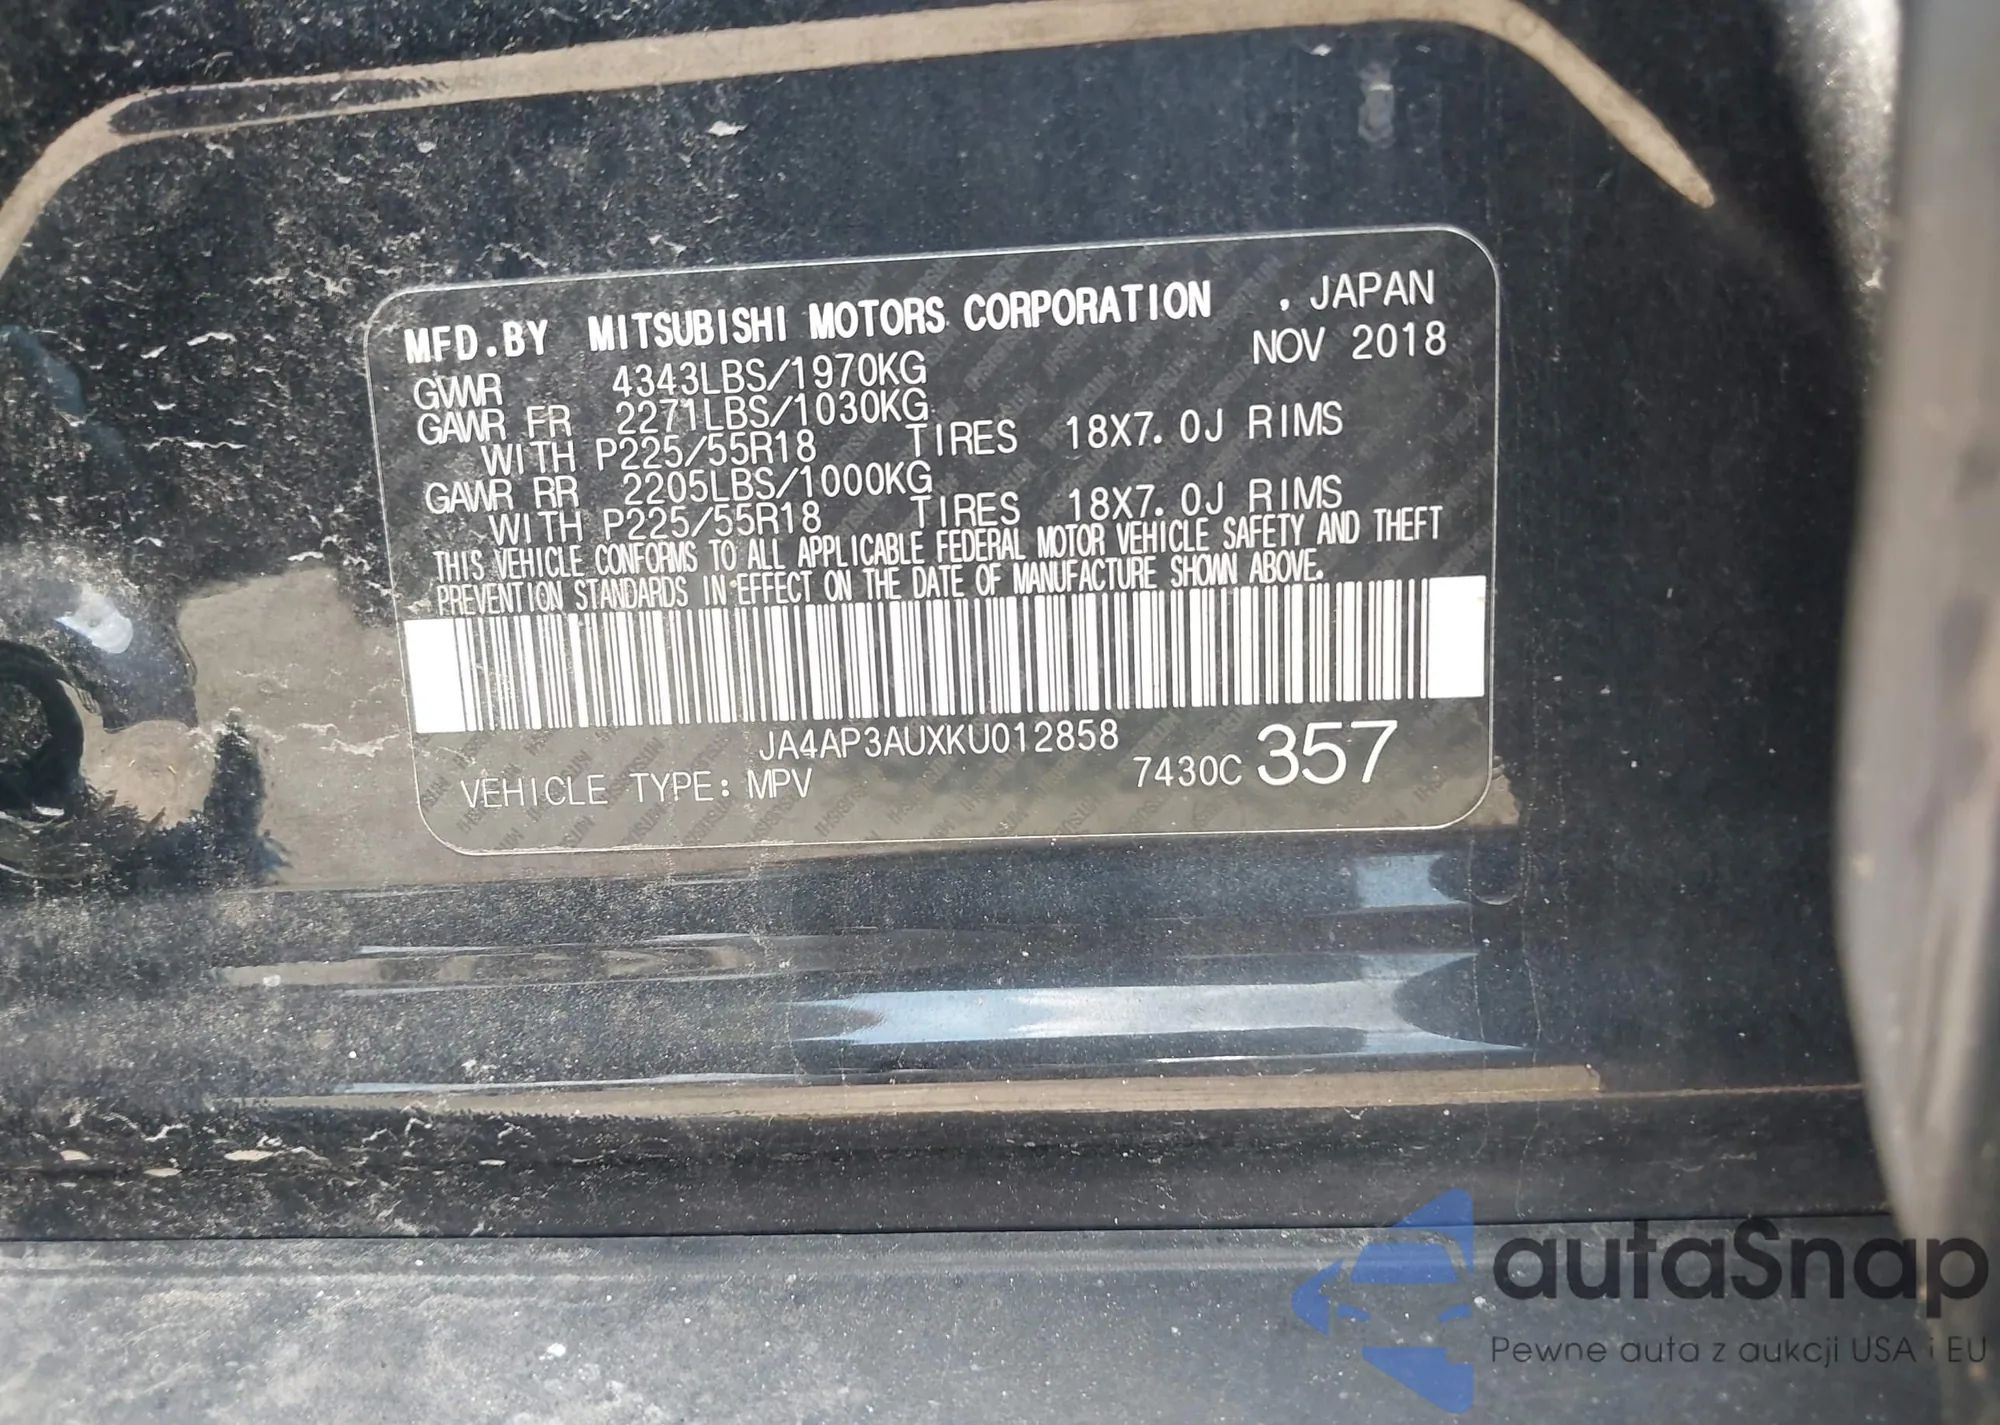 MFD.BY MITSUBISHI MOTORS CORPORATION , JAPAN
NOV 2018
GVWR 4343LBS/1970KG
GAWR FR 2271LBS/1030KG
WITH P225/55R18 TIRES 18X7.0J RIMS
GAWR RR 2205LBS/1000KG
WITH P225/55R18 TIRES 18X7.0J RIMS
THIS VEHICLE CONFORMS TO ALL APPLICABLE FEDERAL MOTOR VEHICLE SAFETY AND THEFT
PREVENTION STANDARDS IN EFFECT ON THE DATE OF MANUFACTURE SHOWN ABOVE.
JA4AP3AUXKU012858
VEHICLE TYPE: MPV 7430C 357
autaSnap
Pewne auta z aukcji USA i EU